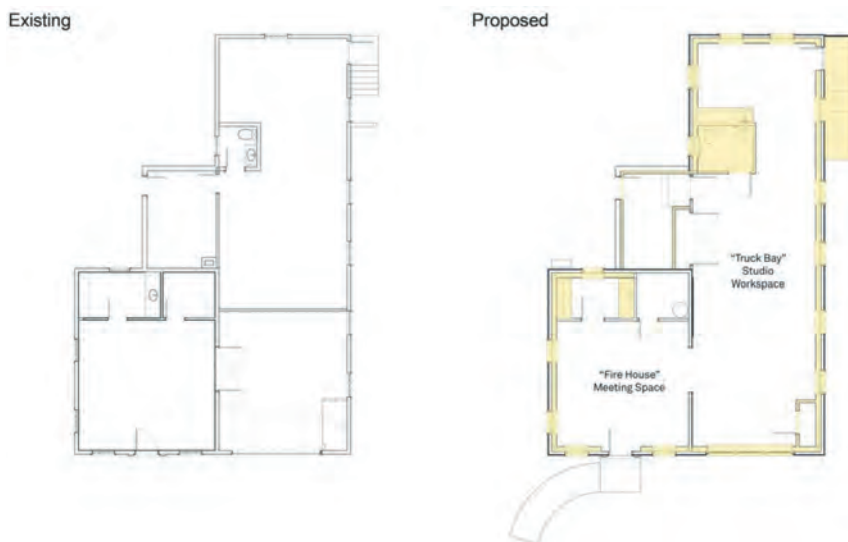 Existing
Proposed
"Truck Bay"
Studio
Workspace
"Fire House"
Meeting Space